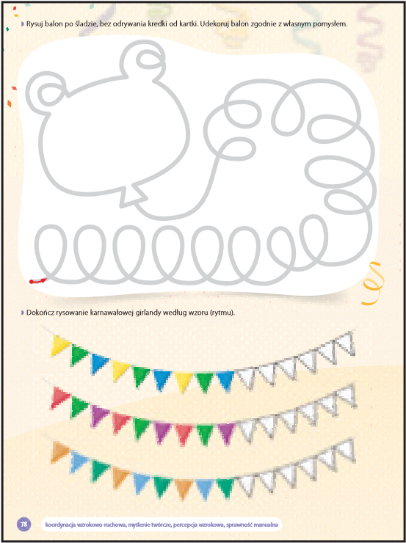 Rysuj balon po śladzie, bez odrywania kredki od kartki. Udekoruj balon zgodnie z własnym pomysłem.
Dokończ rysowanie karnawałowej girlandy według wzoru (rytmu).
78 koordynacja wzrokowo-ruchowa, myślenie twórcze, percepcja wzrokowa, sprawność manualna